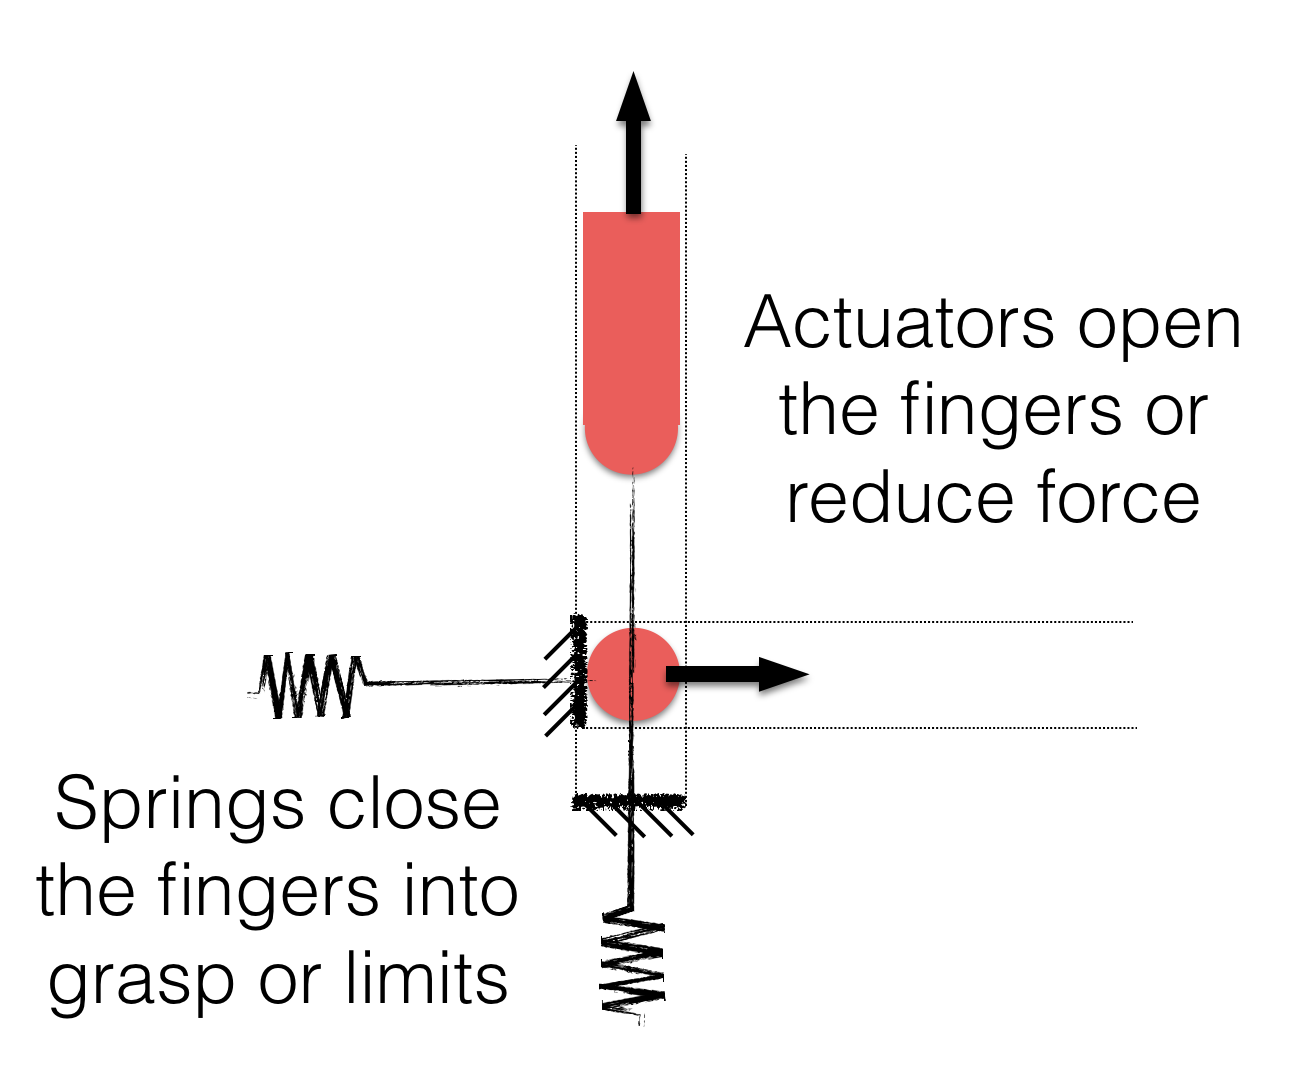 Actuators open
the fingers or
reduce force
Springs close
the fingers into
grasp or limits